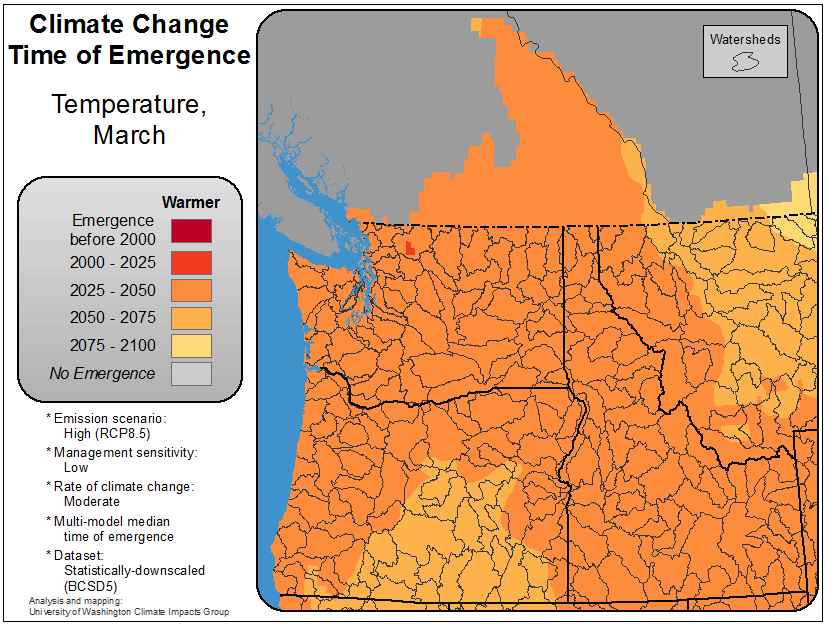 Climate Change
Time of Emergence
Temperature,
March
Warmer
Emergence
before 2000
2000 - 2025
2025 - 2050
2050 - 2075
2075 - 2100
No Emergence
* Emission scenario:
High (RCP8.5)
* Management sensitivity:
Low
* Rate of climate change:
Moderate
* Multi-model median
time of emergence
* Dataset:
Statistically-downscaled
(BCSD5)
Analysis and mapping:
University of Washington Climate Impacts Group
Watersheds